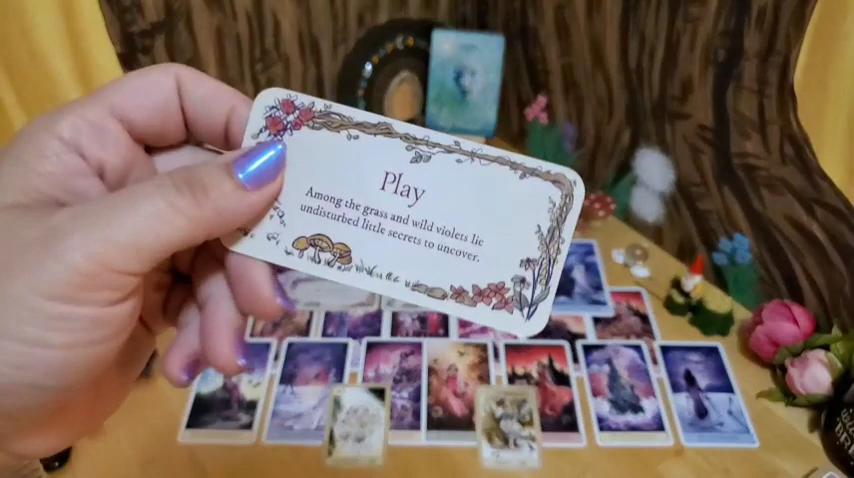 Play
Among the grass and wild violets lie
undisturbed little secrets to uncover.